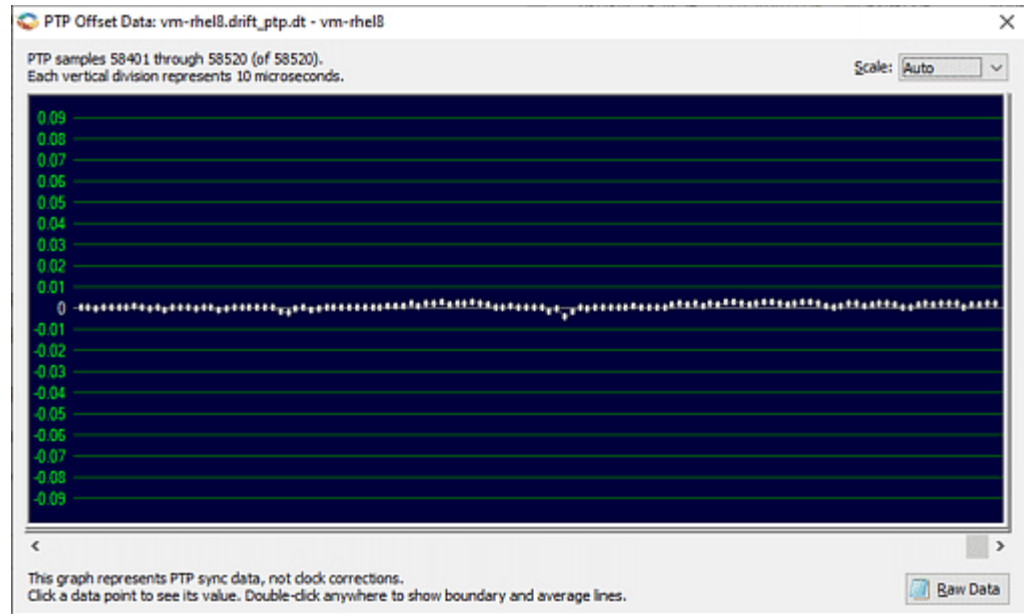 PTP Offset Data: vm-rhel8.drift_ptp.dt - vm-rhel8
PTP samples 58401 through 58520 (of 58520).
Each vertical division represents 10 microseconds.
Scale: Auto
0.09
0.08
0.07
0.06
0.05
0.04
0.03
0.02
0.01
0
-0.01
-0.02
-0.03
-0.04
-0.05
-0.06
-0.07
-0.08
-0.09
This graph represents PTP sync data, not clock corrections.
Click a data point to see its value. Double-click anywhere to show boundary and average lines.
Raw Data